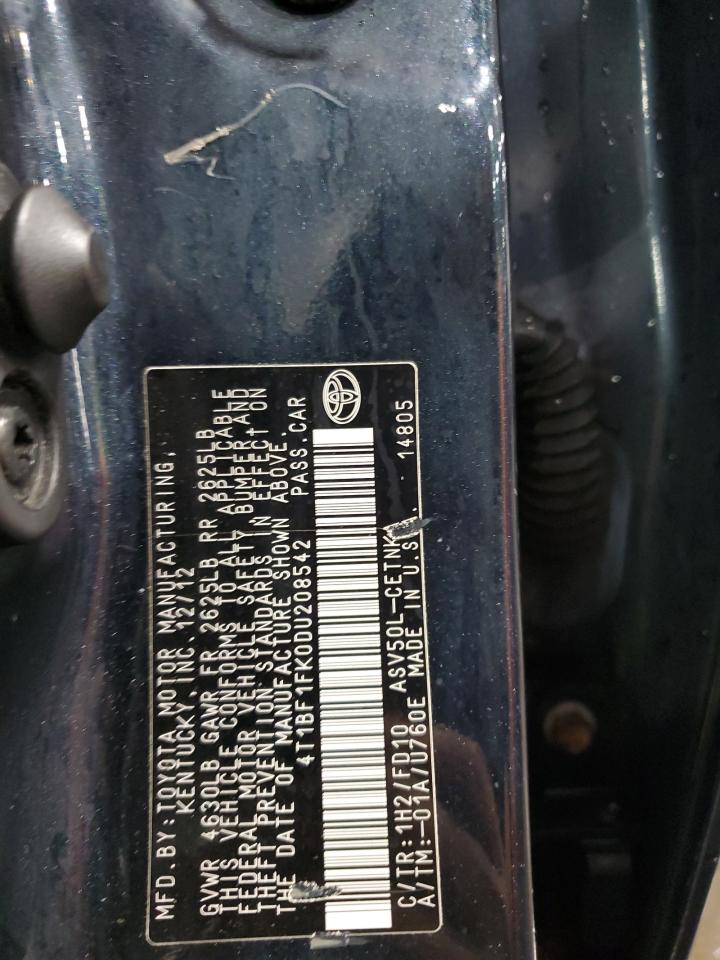 MFD.BY:TOYOTA MOTOR MANUFACTURING,
KENTUCKY, INC. 12/12
GVWR 4630LB GAWR FR 2625LB RR 2625LB
THIS VEHICLE CONFORMS TO ALL APPLICABLE
FEDERAL MOTOR VEHICLE SAFETY, BUMPER AND
THEFT PREVENTION STANDARDS IN EFFECT ON
THE DATE OF MANUFACTURE SHOWN ABOVE.
4T1BF1FK0DU208542 PASS.CAR
C/TR:1H2/FD10 ASV50L-CETNKA 14805
A/TM:-01A/U760E MADE IN U.S.A.